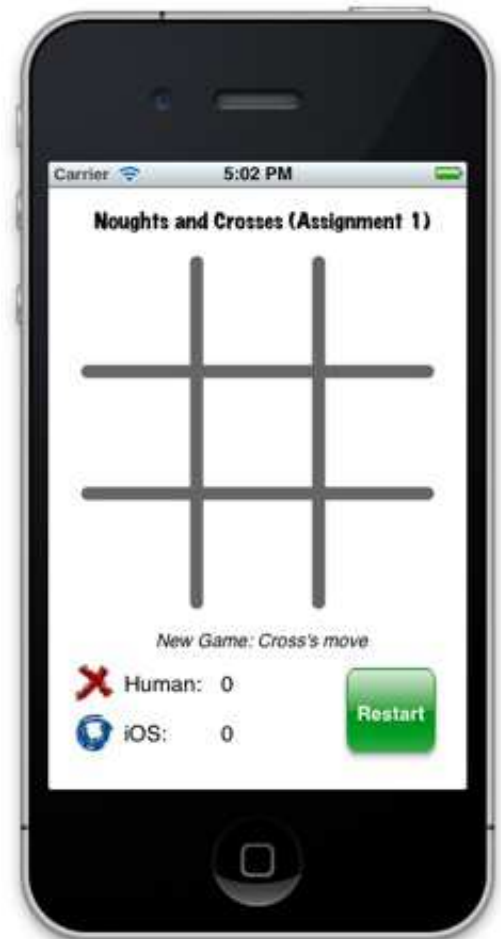 Carrier 5:02 PM
Noughts and Crosses (Assignment 1)
New Game: Cross's move
Human: 0
iOS: 0
Restart